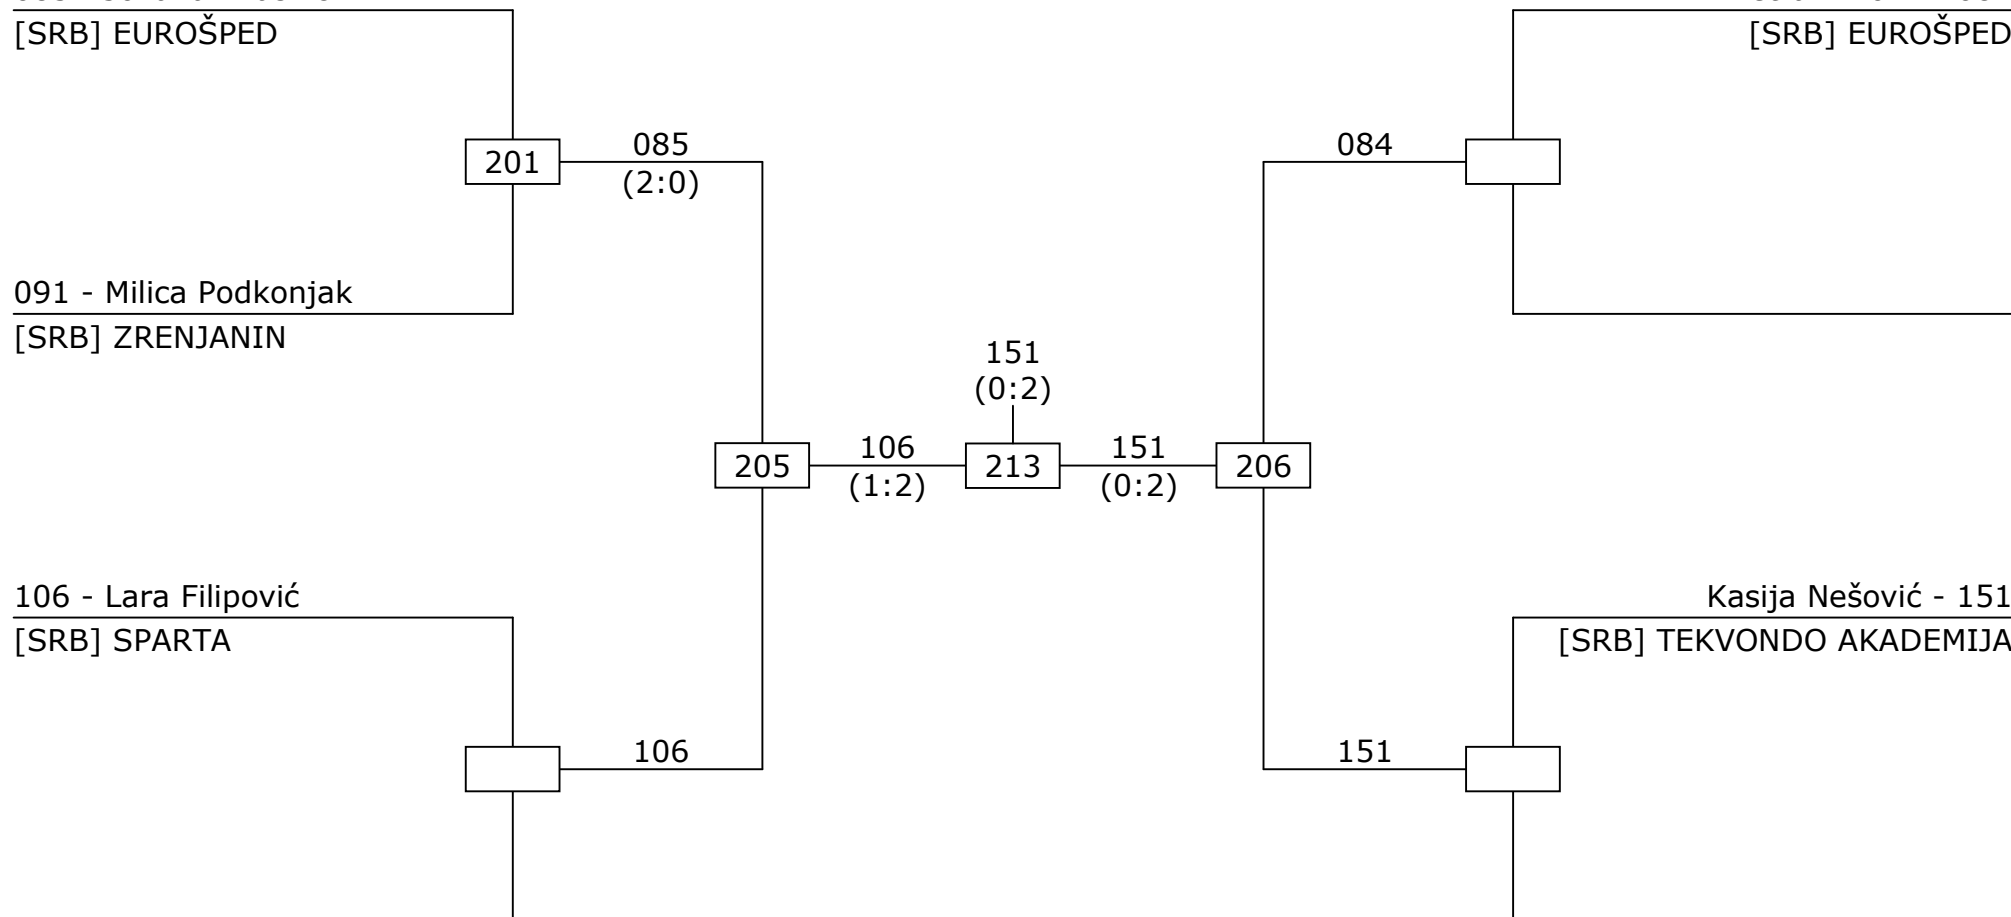 [SRB] EUROŠPED
[SRB] EUROŠPED
201
085
(2:0)
084
091 - Milica Podkonjak
[SRB] ZRENJANIN
151
(0:2)
205
106
(1:2)
213
151
(0:2)
206
106 - Lara Filipović
[SRB] SPARTA
Kasija Nešović - 151
[SRB] TEKVONDO AKADEMIJA
106
151